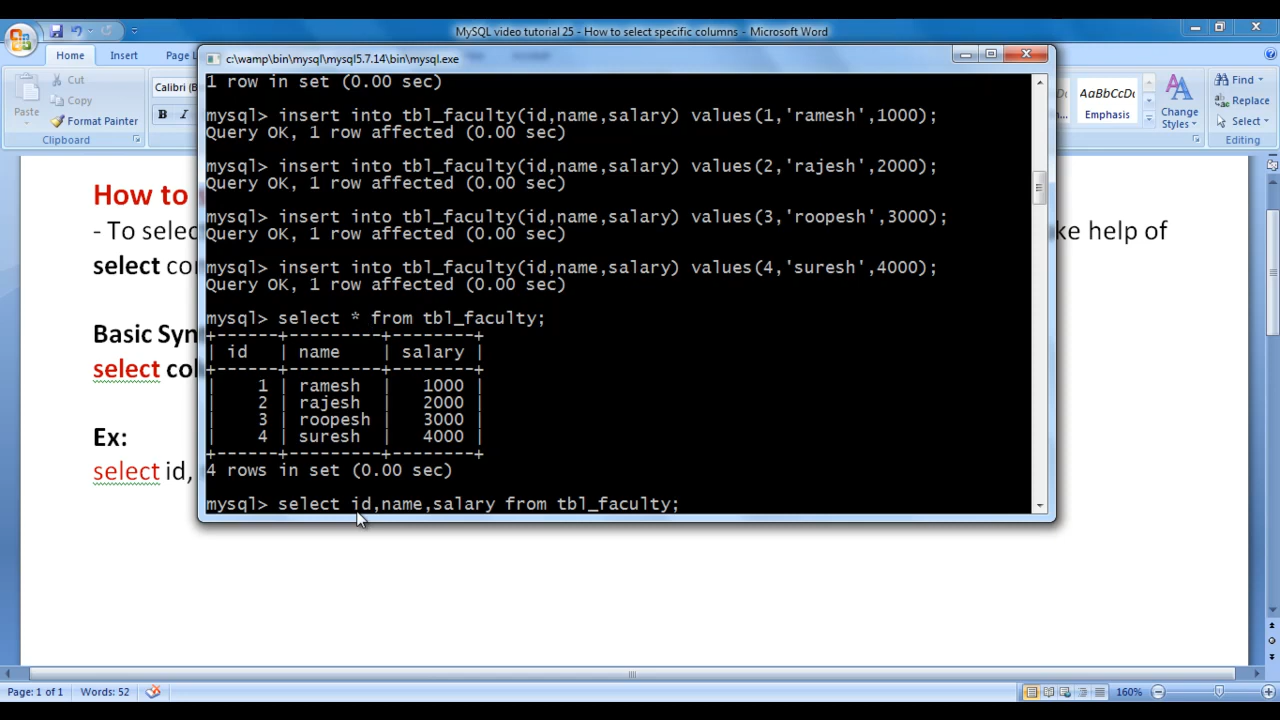 MySQL video tutorial 25 - How to select specific columns - Microsoft Word
Home Insert Page L
Cut
Copy
Format Painter
Paste
Clipboard
Calibri (B
B I
AaBbCcDc
Emphasis
Change
Styles
Find
Replace
Select
Editing
c:\wamp\bin\mysql\mysql5.7.14\bin\mysql.exe
1 row in set (0.00 sec)
mysql> insert into tbl_faculty(id,name,salary) values(1,'ramesh',1000);
Query OK, 1 row affected (0.00 sec)
mysql> insert into tbl_faculty(id,name,salary) values(2,'rajesh',2000);
Query OK, 1 row affected (0.00 sec)
mysql> insert into tbl_faculty(id,name,salary) values(3,'roopesh',3000);
Query OK, 1 row affected (0.00 sec)
mysql> insert into tbl_faculty(id,name,salary) values(4,'suresh',4000);
Query OK, 1 row affected (0.00 sec)
mysql> select * from tbl_faculty;
+------+---------+--------+
| id | name | salary |
+------+---------+--------+
| 1 | ramesh | 1000 |
| 2 | rajesh | 2000 |
| 3 | roopesh | 3000 |
| 4 | suresh | 4000 |
+------+---------+--------+
4 rows in set (0.00 sec)
mysql> select id,name,salary from tbl_faculty;
How to
- To selec
ke help of
select co
Basic Syn
select col
Ex:
select id,
Page: 1 of 1 Words: 52 160%